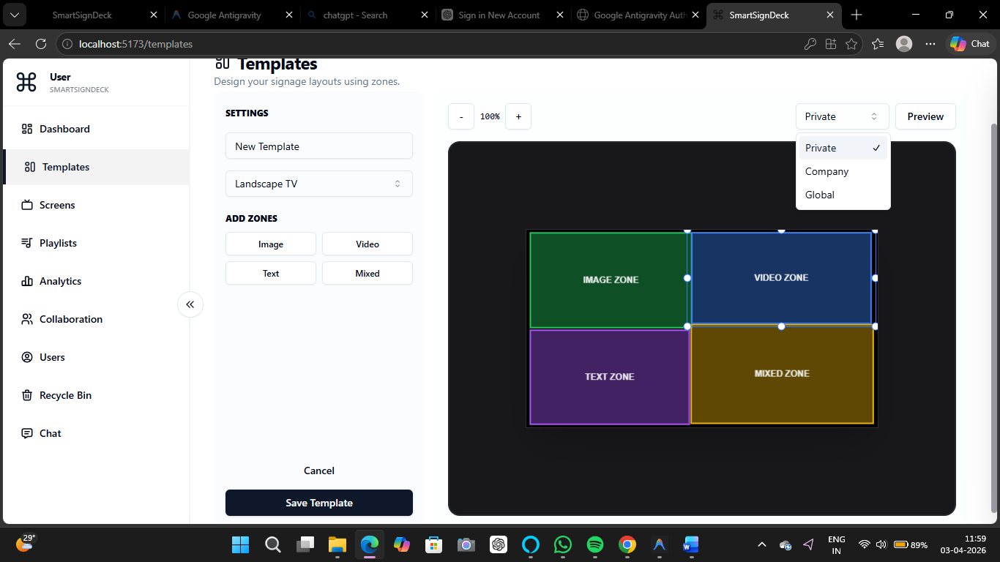 SmartSignDeck
Google Antigravity
chatgpt - Search
Sign in New Account
Google Antigravity Auth
SmartSignDeck
localhost:5173/templates
Chat
User
SMARTSIGNDECK
Dashboard
Templates
Screens
Playlists
Analytics
Collaboration
Users
Recycle Bin
Chat
Templates
Design your signage layouts using zones.
SETTINGS
New Template
Landscape TV
ADD ZONES
Image
Video
Text
Mixed
Cancel
Save Template
-
100%
+
Private
Preview
Private
Company
Global
IMAGE ZONE
VIDEO ZONE
TEXT ZONE
MIXED ZONE
29°
ENG
IN
89%
11:59
03-04-2026